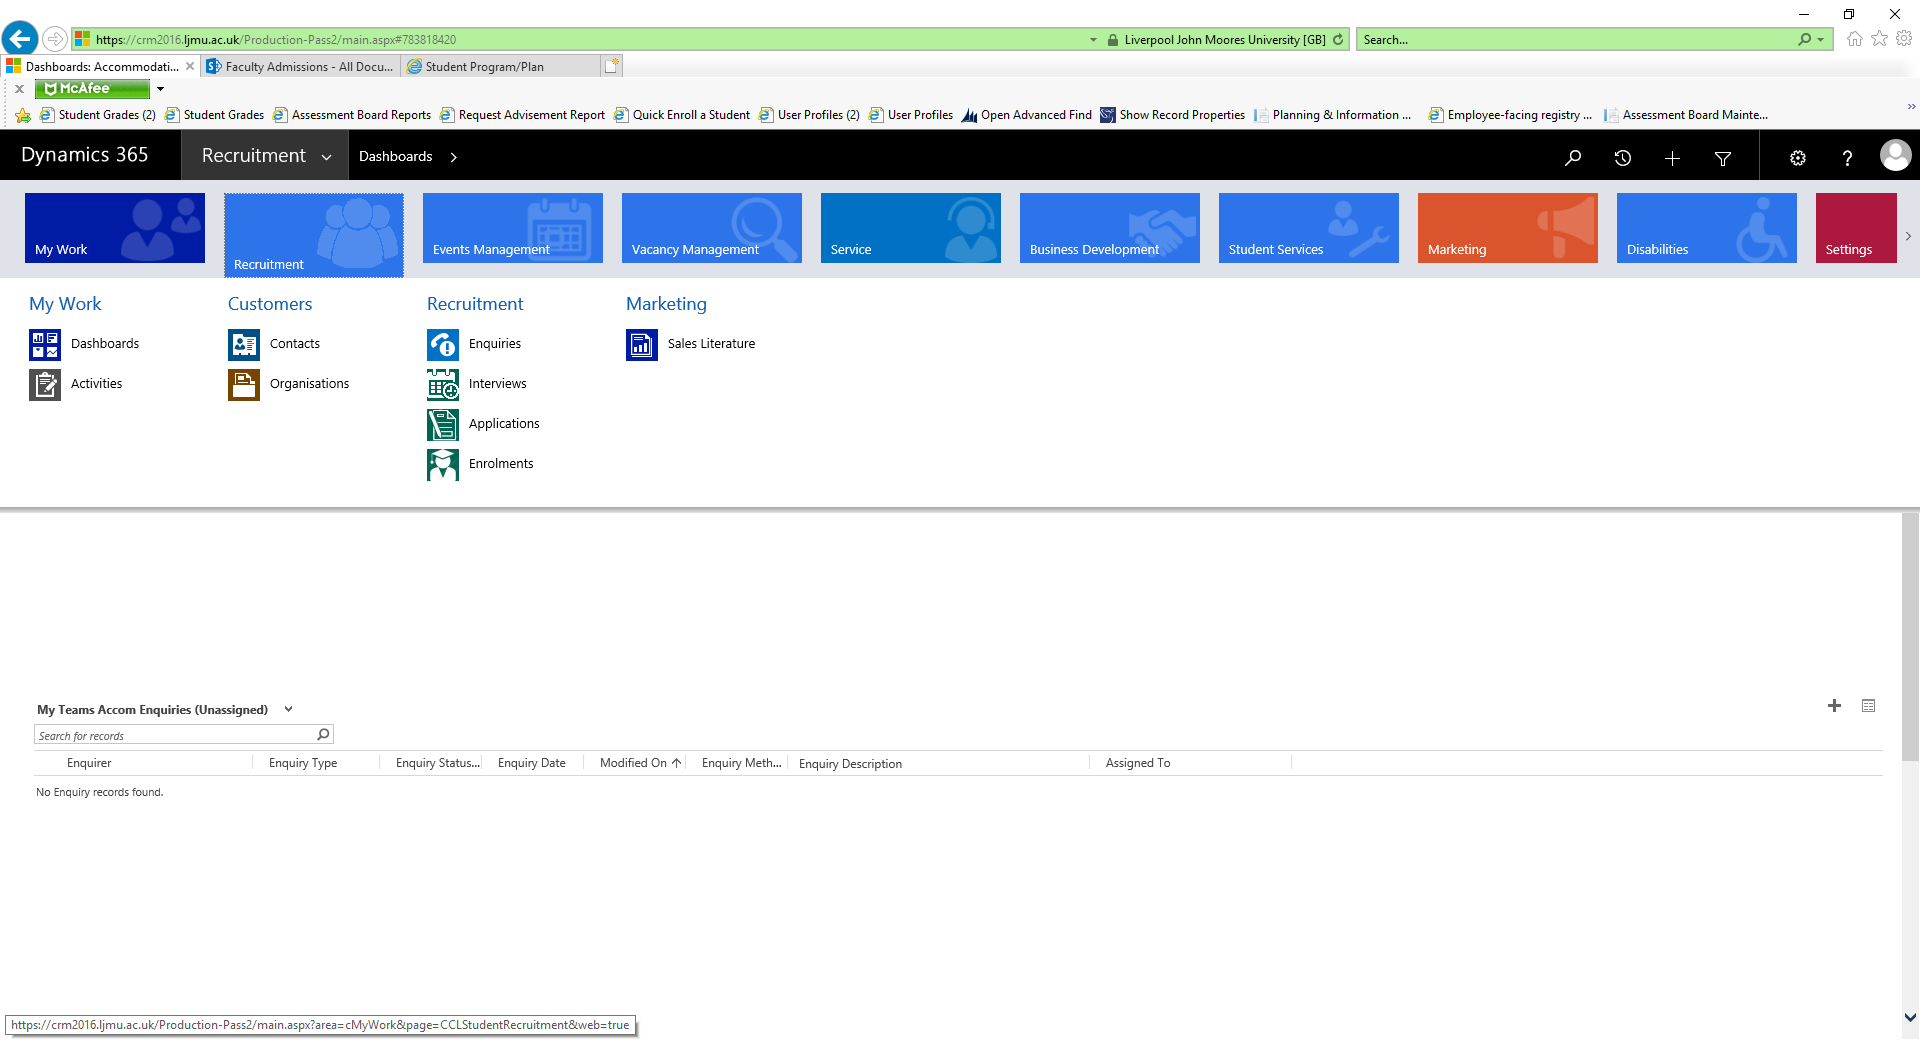 https://crm2016.ljmu.ac.uk/Production-Pass2/main.aspx#783818420
Liverpool John Moores University [GB]
Search...
Dashboards: Accommodati...
Faculty Admissions - All Docu...
Student Program/Plan
McAfee
Student Grades (2)
Student Grades
Assessment Board Reports
Request Advisement Report
Quick Enroll a Student
User Profiles (2)
User Profiles
Open Advanced Find
Show Record Properties
Planning & Information ...
Employee-facing registry ...
Assessment Board Mainte...
Dynamics 365
Recruitment
Dashboards
My Work
Recruitment
Events Management
Vacancy Management
Service
Business Development
Student Services
Marketing
Disabilities
Settings
My Work
Customers
Recruitment
Marketing
Dashboards
Contacts
Enquiries
Sales Literature
Activities
Organisations
Interviews
Applications
Enrolments
My Teams Accom Enquiries (Unassigned)
Search for records
Enquirer
Enquiry Type
Enquiry Status...
Enquiry Date
Modified On
Enquiry Meth...
Enquiry Description
Assigned To
No Enquiry records found.
https://crm2016.ljmu.ac.uk/Production-Pass2/main.aspx?area=cMyWork&page=CCLStudentRecruitment&web=true